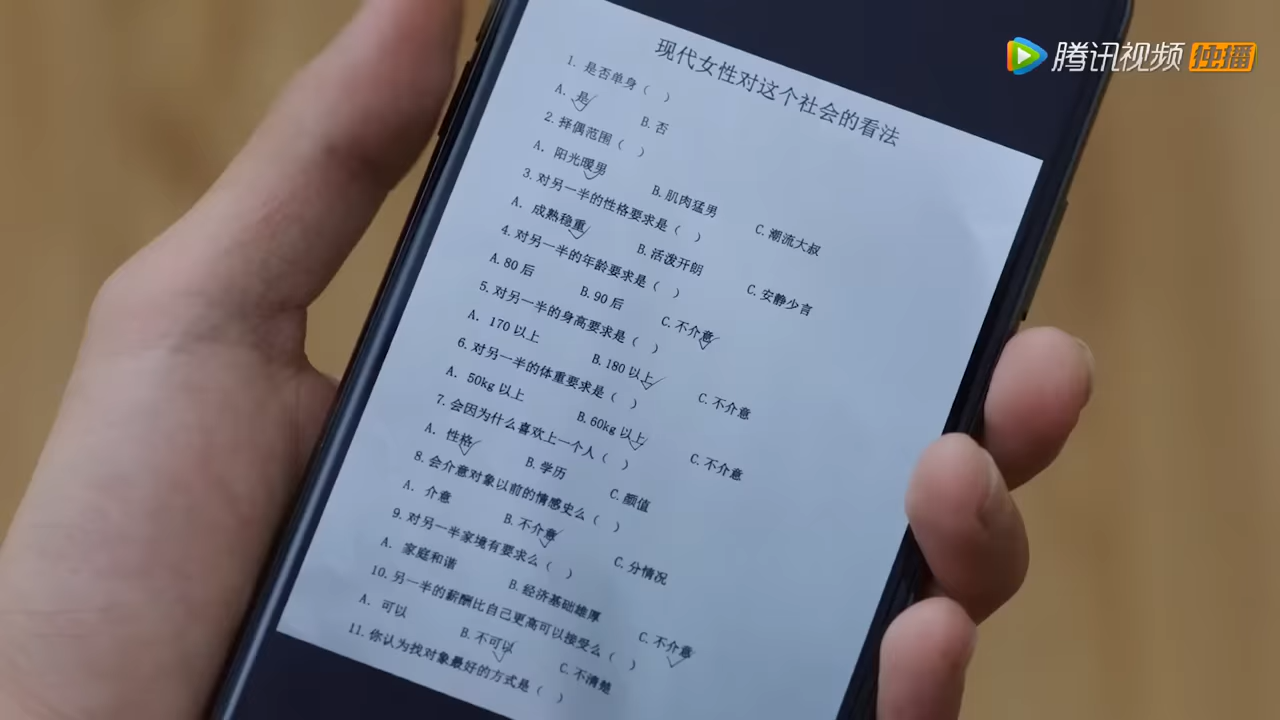 腾讯视频 独播
现代女性对这个社会的看法
1. 是否单身（ ）
A. 是 B. 否
2. 择偶范围（ ）
A. 阳光暖男 B. 肌肉猛男 C. 潮流大叔
3. 对另一半的性格要求是（ ）
A. 成熟稳重 B. 活泼开朗 C. 安静少言
4. 对另一半的年龄要求是（ ）
A. 80 后 B. 90 后 C. 不介意
5. 对另一半的身高要求是（ ）
A. 170 以上 B. 180 以上 C. 不介意
6. 对另一半的体重要求是（ ）
A. 50kg 以上 B. 60kg 以上 C. 不介意
7. 会因为什么喜欢上一个人（ ）
A. 性格 B. 学历 C. 颜值
8. 会介意对象以前的情感史么（ ）
A. 介意 B. 不介意 C. 分情况
9. 对另一半家境有要求么（ ）
A. 家庭和谐 B. 经济基础雄厚 C. 不介意
10. 另一半的薪酬比自己更高可以接受么（ ）
A. 可以 B. 不可以 C. 不清楚
11. 你认为找对象最好的方式是（ ）